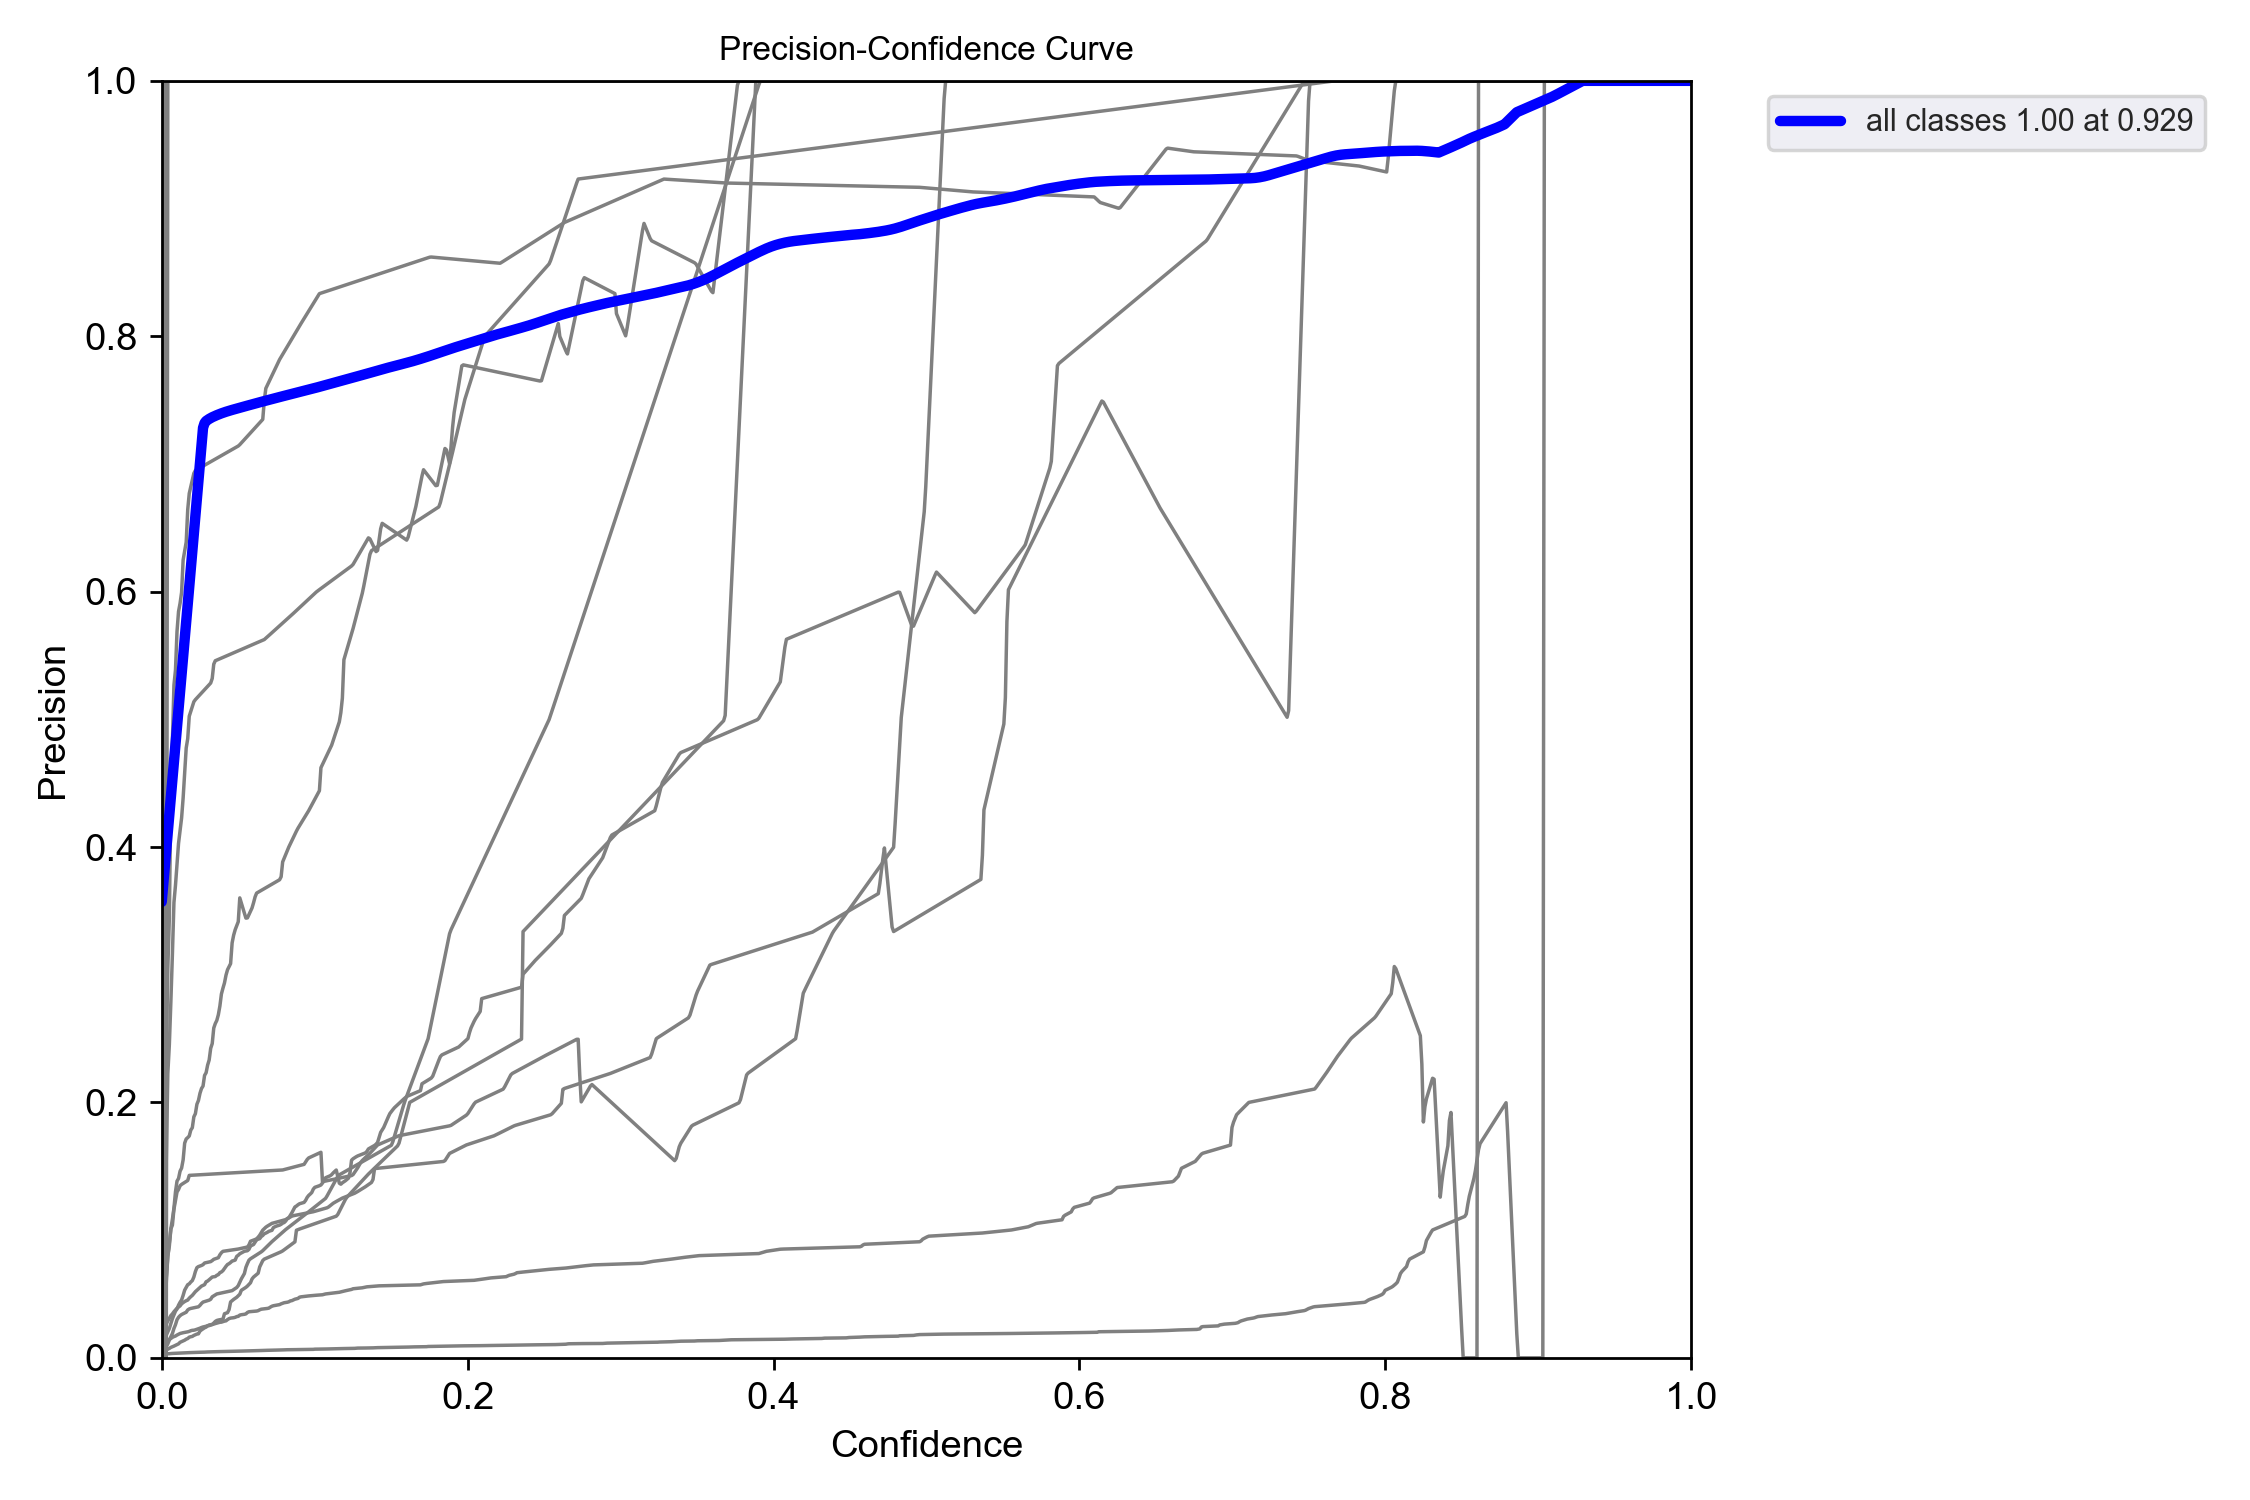 Precision-Confidence Curve
all classes 1.00 at 0.929
1.0
0.8
0.6
0.4
0.2
0.0
Precision
0.0 0.2 0.4 0.6 0.8 1.0
Confidence